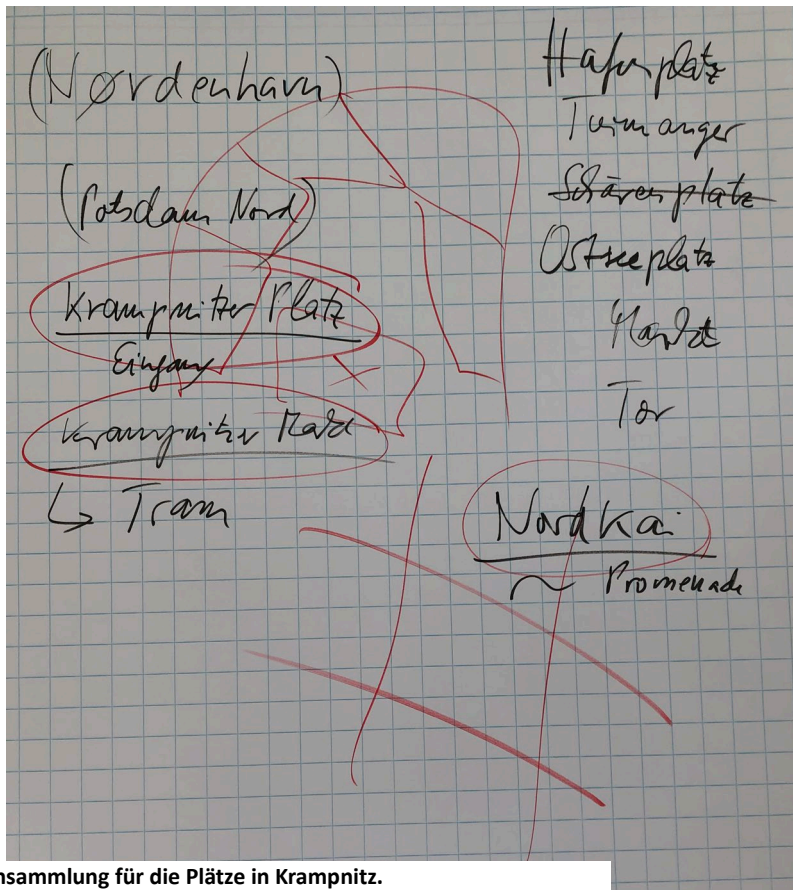 (Nørdenhavn)
(Potsdam Nord)
Krampnitzer Platz
Eingang
Krampnitzer Markt
↳ Tram
Hafenplatz
Turmanger
Schärenplatz
Ostseeplatz
Markt
Tor
Nordkai
~ Promenade
nsammlung für die Plätze in Krampnitz.